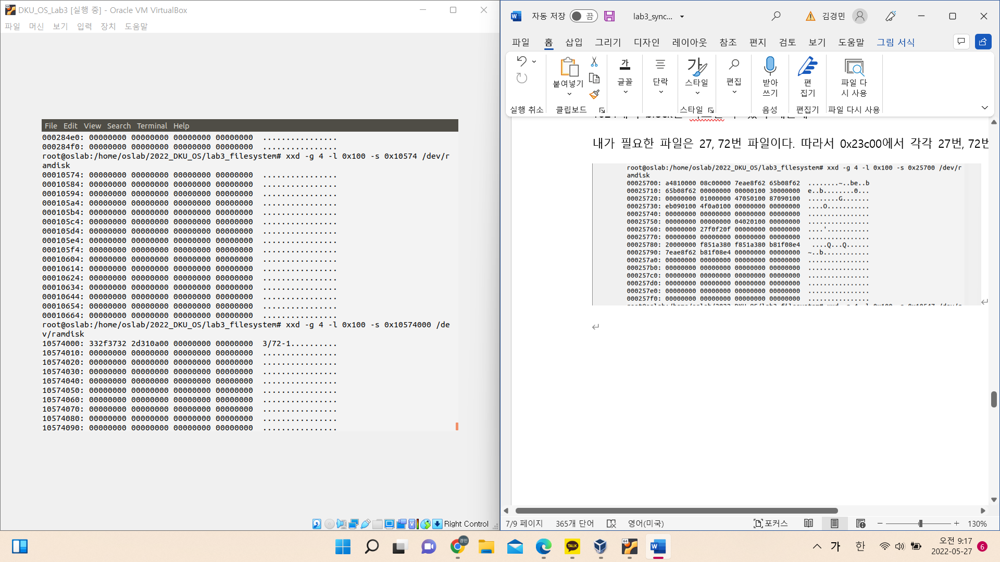 DKU_OS_Lab3 [실행 중] - Oracle VM VirtualBox
파일 머신 보기 입력 장치 도움말
File Edit View Search Terminal Help
000284e0: 00000000 00000000 00000000 00000000 ................
000284f0: 00000000 00000000 00000000 00000000 ................
root@oslab:/home/oslab/2022_DKU_OS/lab3_filesystem# xxd -g 4 -l 0x100 -s 0x10574 /dev/r
amdisk
00010574: 00000000 00000000 00000000 00000000 ................
00010584: 00000000 00000000 00000000 00000000 ................
00010594: 00000000 00000000 00000000 00000000 ................
000105a4: 00000000 00000000 00000000 00000000 ................
000105b4: 00000000 00000000 00000000 00000000 ................
000105c4: 00000000 00000000 00000000 00000000 ................
000105d4: 00000000 00000000 00000000 00000000 ................
000105e4: 00000000 00000000 00000000 00000000 ................
000105f4: 00000000 00000000 00000000 00000000 ................
00010604: 00000000 00000000 00000000 00000000 ................
00010614: 00000000 00000000 00000000 00000000 ................
00010624: 00000000 00000000 00000000 00000000 ................
00010634: 00000000 00000000 00000000 00000000 ................
00010644: 00000000 00000000 00000000 00000000 ................
00010654: 00000000 00000000 00000000 00000000 ................
00010664: 00000000 00000000 00000000 00000000 ................
root@oslab:/home/oslab/2022_DKU_OS/lab3_filesystem# xxd -g 4 -l 0x100 -s 0x10574000 /de
v/ramdisk
10574000: 332f3732 2d310a00 00000000 00000000 3/72-1..........
10574010: 00000000 00000000 00000000 00000000 ................
10574020: 00000000 00000000 00000000 00000000 ................
10574030: 00000000 00000000 00000000 00000000 ................
10574040: 00000000 00000000 00000000 00000000 ................
10574050: 00000000 00000000 00000000 00000000 ................
10574060: 00000000 00000000 00000000 00000000 ................
10574070: 00000000 00000000 00000000 00000000 ................
10574080: 00000000 00000000 00000000 00000000 ................
10574090: 00000000 00000000 00000000 00000000 ................
Right Control
자동 저장 끔 lab3_sync... 김경민
파일 홈 삽입 그리기 디자인 레이아웃 참조 편지 검토 보기 도움말 그림 서식
붙여넣기 글꼴 단락 스타일 편집 받아쓰기 편집기 파일 다시 사용
실행 취소 클립보드 스타일 음성 편집기 파일 다시 사용
내가 필요한 파일은 27, 72번 파일이다. 따라서 0x23c00에서 각각 27번, 72번
root@oslab:/home/oslab/2022_DKU_OS/lab3_filesystem# xxd -g 4 -l 0x100 -s 0x25700 /dev/r
amdisk
00025700: a4810000 08c00000 7eae8f62 65b08f62 ........~..be..b
00025710: 65b08f62 00000000 00000100 30000000 e..b........0...
00025720: 00000000 01000000 47050100 87090100 ........G.......
00025730: eb090100 4f0a0100 00000000 00000000 ....O...........
00025740: 00000000 00000000 00000000 00000000 ................
00025750: 00000000 00000000 04020100 00000000 ................
00025760: 00000000 27f0f20f 00000000 00000000 ....'...........
00025770: 00000000 00000000 00000000 00000000 ................
00025780: 20000000 f851a380 f851a380 b81f08e4  ....Q...Q......
00025790: 7eae8f62 b81f08e4 00000000 00000000 ~..b............
000257a0: 00000000 00000000 00000000 00000000 ................
000257b0: 00000000 00000000 00000000 00000000 ................
000257c0: 00000000 00000000 00000000 00000000 ................
000257d0: 00000000 00000000 00000000 00000000 ................
000257e0: 00000000 00000000 00000000 00000000 ................
000257f0: 00000000 00000000 00000000 00000000 ................
7/9 페이지 365개 단어 영어(미국) 포커스 130%
TALK 64 가 한 오전 9:17
2022-05-27 6